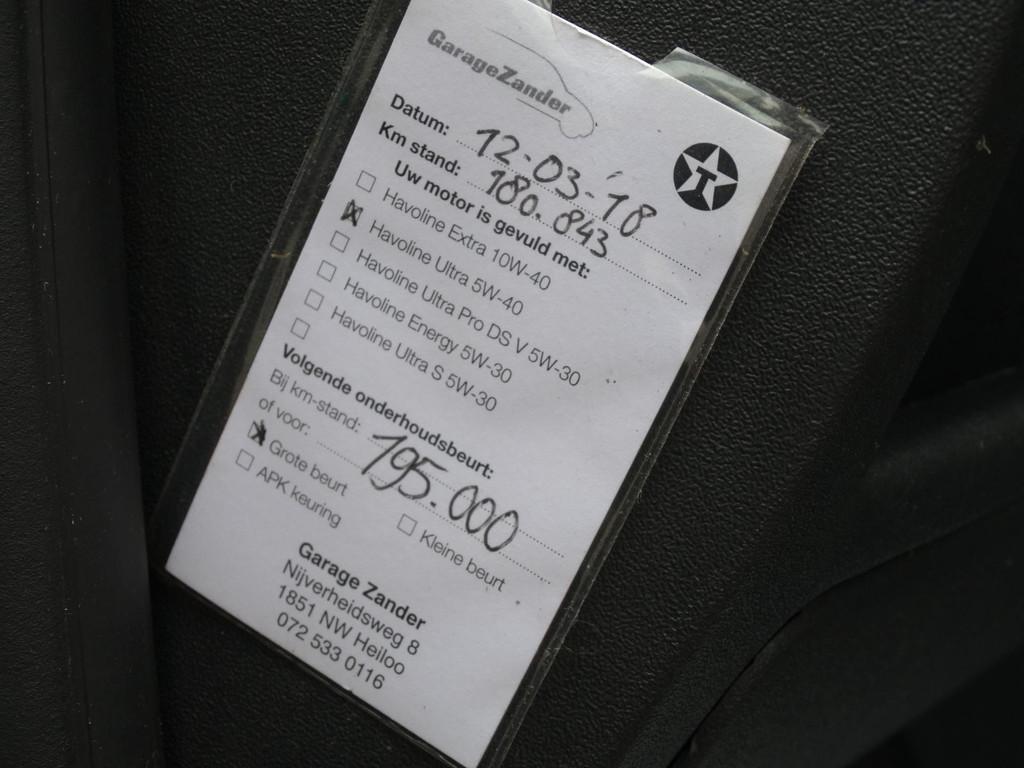 GarageZander
Datum: 12-03-'18
Km stand: 180.843
Uw motor is gevuld met:
Havoline Extra 10W-40
Havoline Ultra 5W-40
Havoline Ultra Pro DS V 5W-30
Havoline Energy 5W-30
Havoline Ultra S 5W-30
Volgende onderhoudsbeurt:
Bij km-stand: 195.000
of voor:
Grote beurt
Kleine beurt
APK keuring
Garage Zander
Nijverheidsweg 8
1851 NW Heiloo
072 533 0116